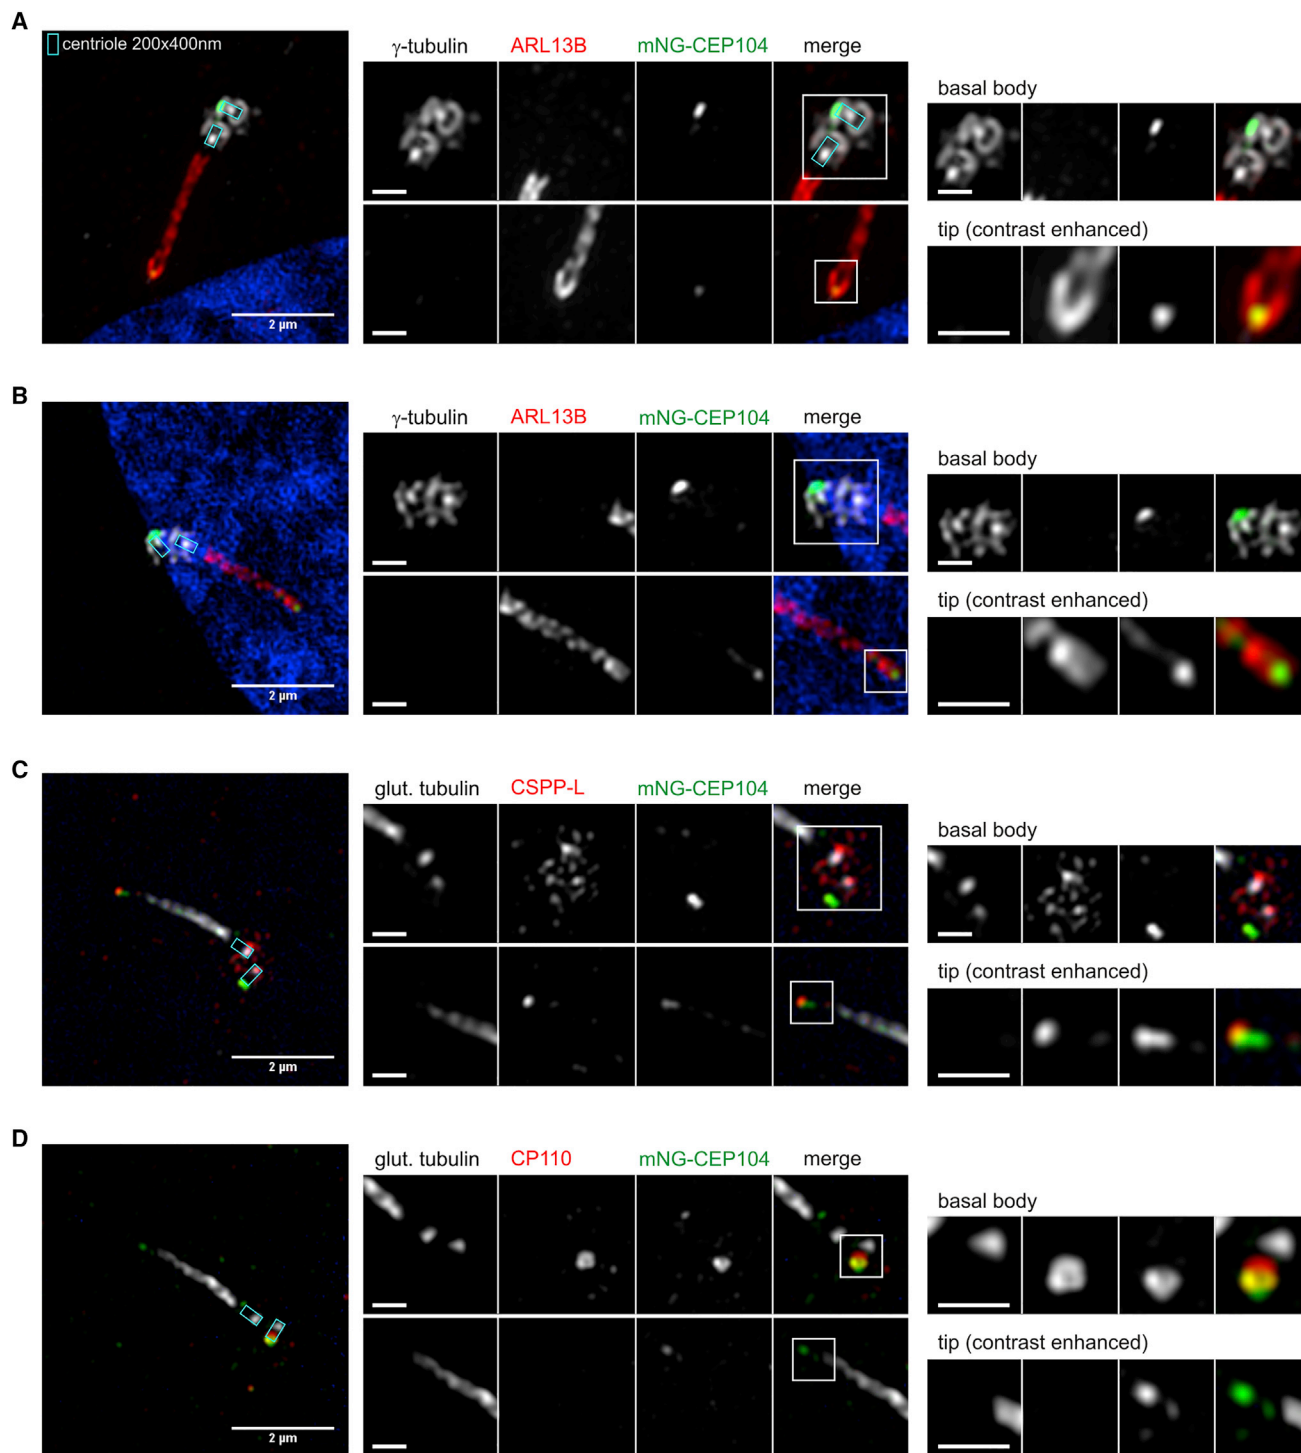 A
centriole 200x400nm
γ-tubulin ARL13B mNG-CEP104 merge
basal body
tip (contrast enhanced)
2 µm
B
γ-tubulin ARL13B mNG-CEP104 merge
basal body
tip (contrast enhanced)
2 µm
C
glut. tubulin CSPP-L mNG-CEP104 merge
basal body
tip (contrast enhanced)
2 µm
D
glut. tubulin CP110 mNG-CEP104 merge
basal body
tip (contrast enhanced)
2 µm